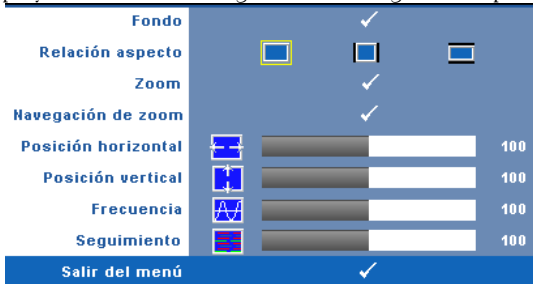 Fondo
Relación aspecto
Zoom
Navegación de zoom
Posición horizontal 100
Posición vertical 100
Frecuencia 100
Seguimiento 100
Salir del menú